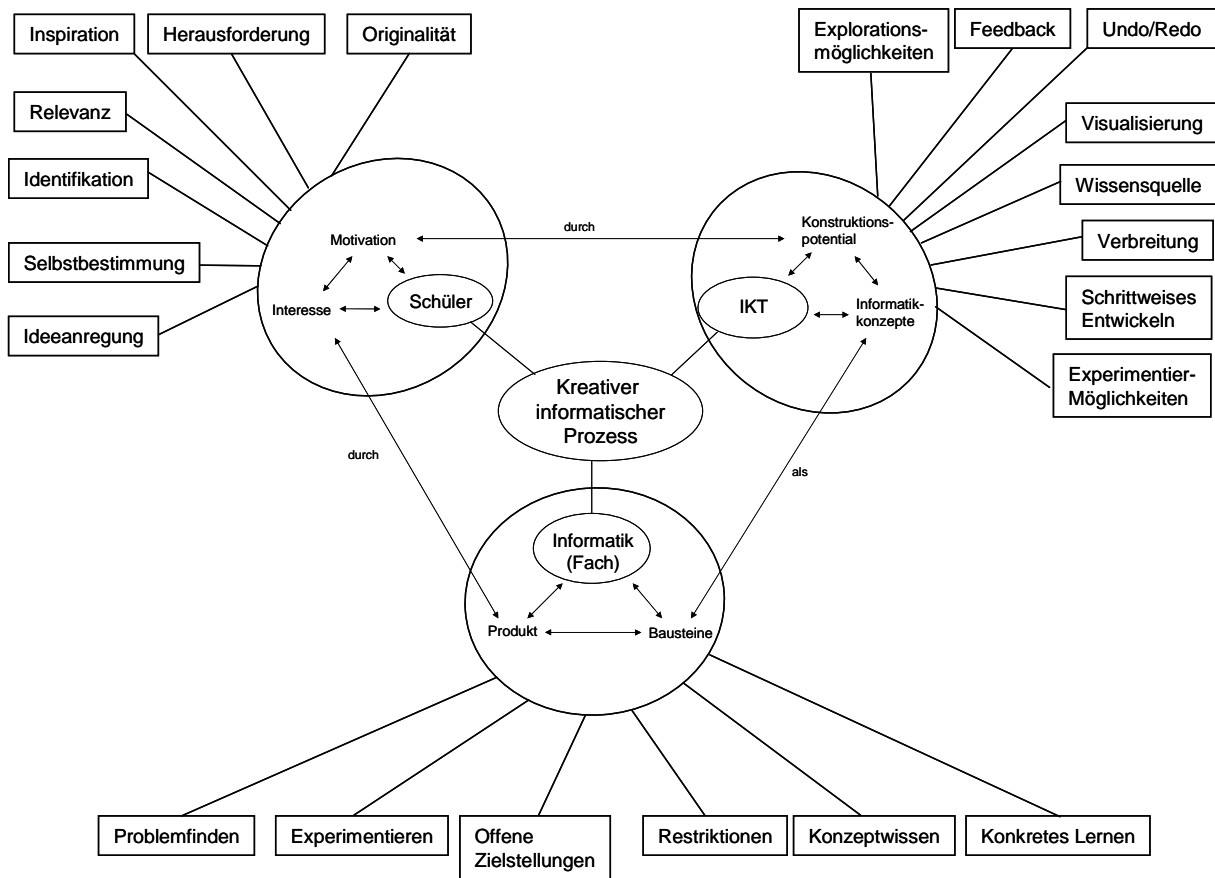 Inspiration
Herausforderung
Originalität
Explorations-
möglichkeiten
Feedback
Undo/Redo
Relevanz
Visualisierung
Identifikation
Wissensquelle
Selbstbestimmung
Verbreitung
Ideeanregung
Schrittweises
Entwickeln
Experimentier-
Möglichkeiten
Motivation
durch
Konstruktions-
potential
Schüler
Interesse
IKT
Informatik-
konzepte
Kreativer
informatischer
Prozess
durch
als
Informatik
(Fach)
Produkt
Bausteine
Problemfinden
Experimentieren
Offene
Zielstellungen
Restriktionen
Konzeptwissen
Konkretes Lernen